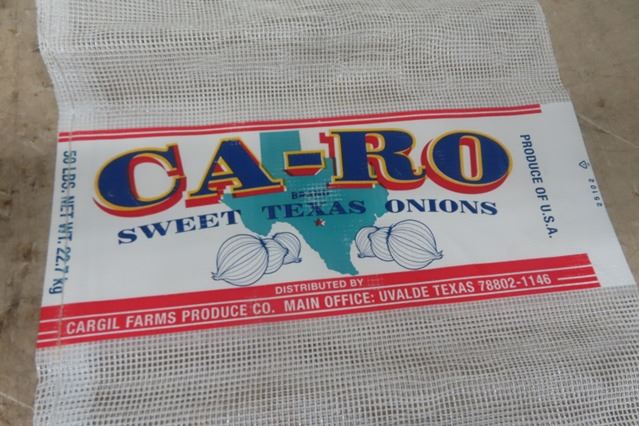 CA-RO
BRAND
SWEET TEXAS ONIONS
50 LBS. NET WT. 22.7 kg
PRODUCE OF U.S.A.
DISTRIBUTED BY
CARGIL FARMS PRODUCE CO. MAIN OFFICE: UVALDE TEXAS 78802-1146